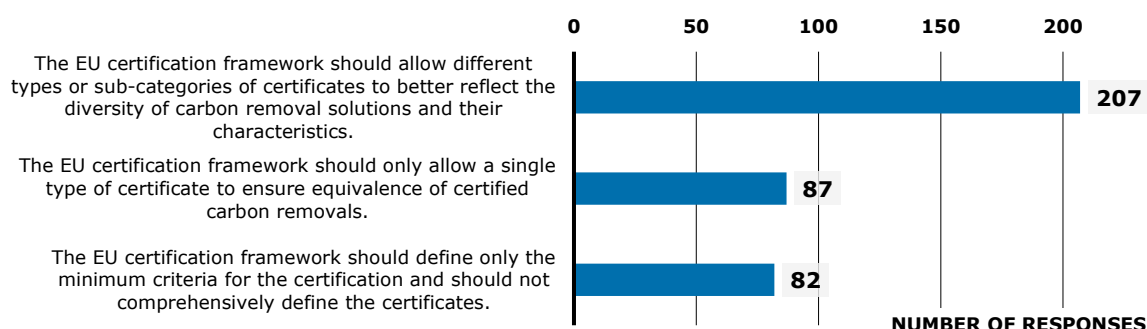 0 50 100 150 200
The EU certification framework should allow different
types or sub-categories of certificates to better reflect the
diversity of carbon removal solutions and their
characteristics.
207
The EU certification framework should only allow a single
type of certificate to ensure equivalence of certified
carbon removals.
87
The EU certification framework should define only the
minimum criteria for the certification and should not
comprehensively define the certificates.
82
NUMBER OF RESPONSES